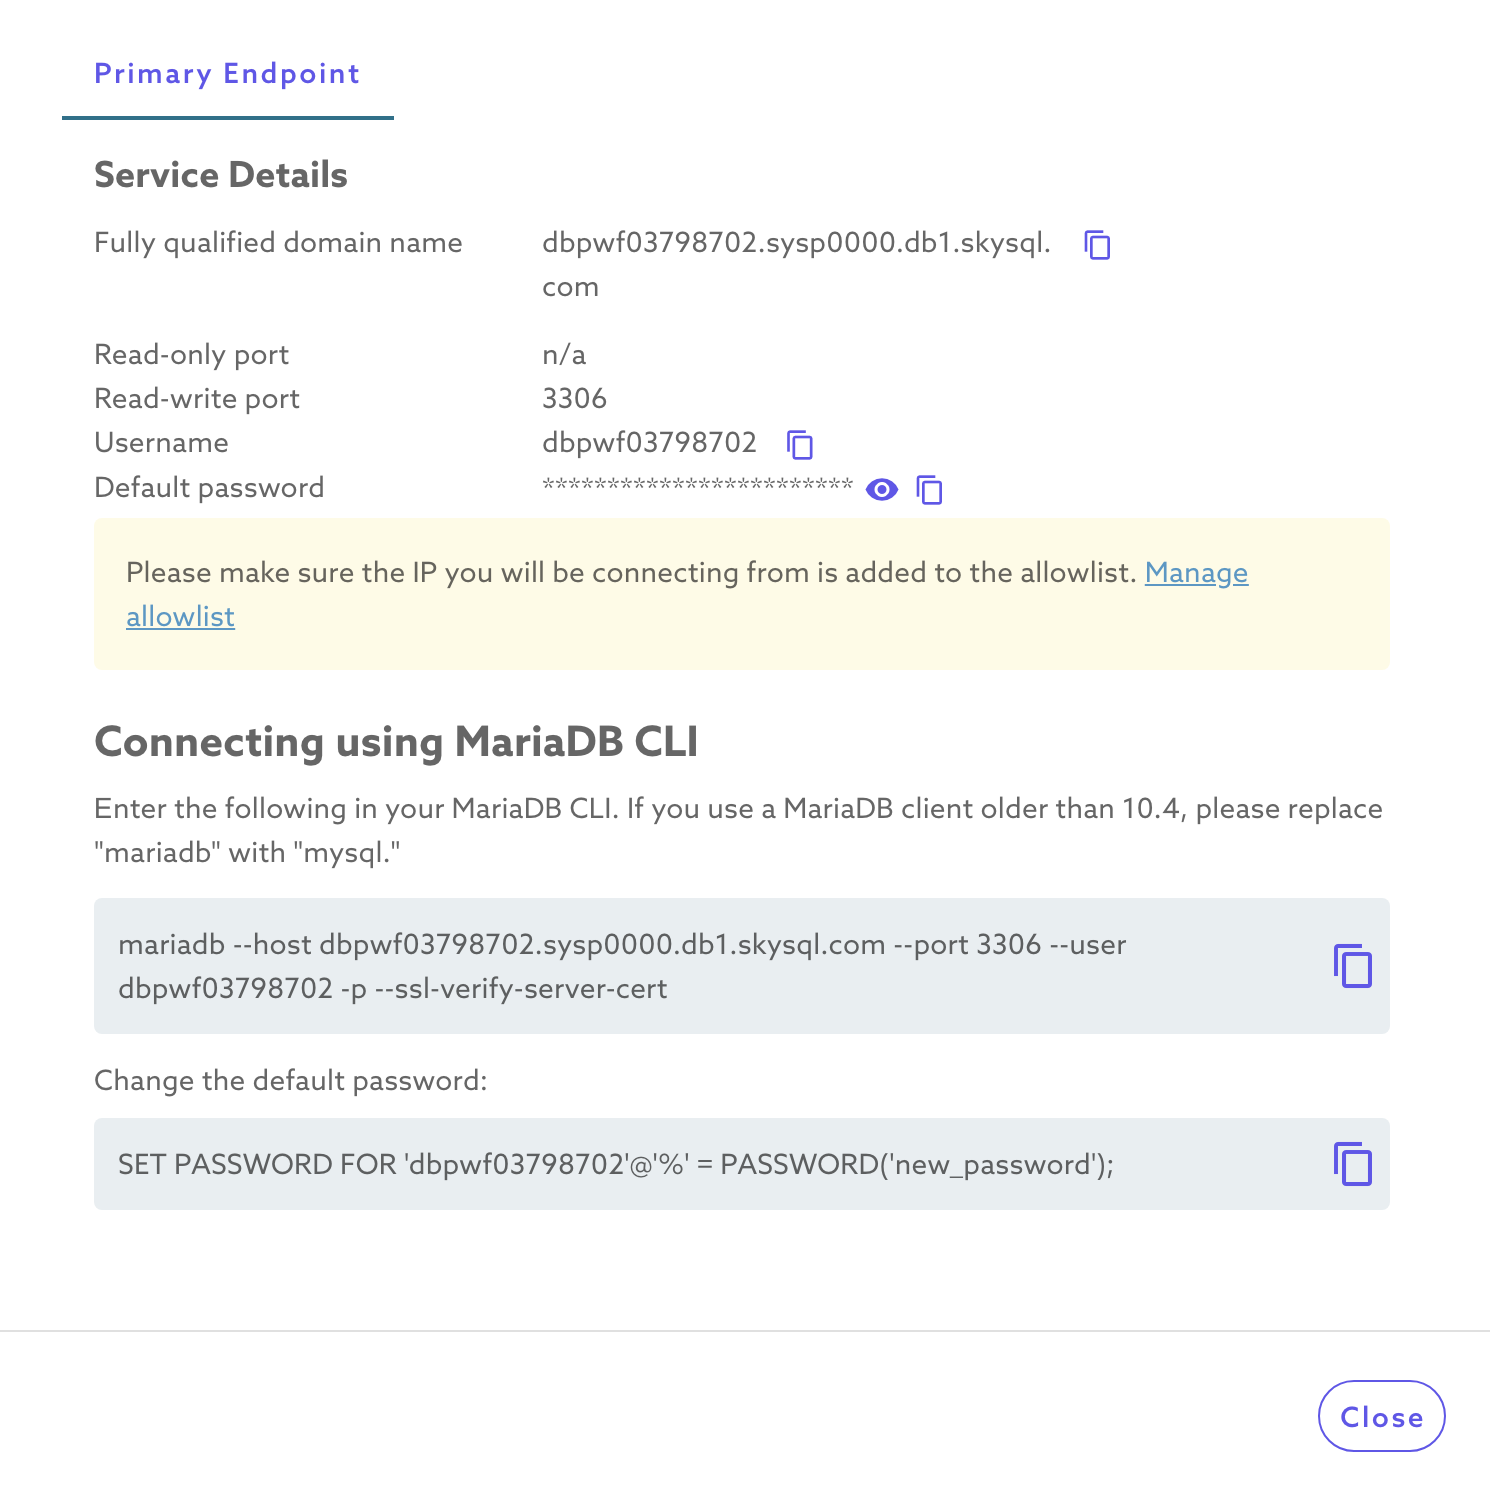 Primary Endpoint
Service Details
Fully qualified domain name dbpwf03798702.sysp0000.db1.skysql.
com
Read-only port n/a
Read-write port 3306
Username dbpwf03798702
Default password ************************
Please make sure the IP you will be connecting from is added to the allowlist. Manage
allowlist
Connecting using MariaDB CLI
Enter the following in your MariaDB CLI. If you use a MariaDB client older than 10.4, please replace
"mariadb" with "mysql."
mariadb --host dbpwf03798702.sysp0000.db1.skysql.com --port 3306 --user
dbpwf03798702 -p --ssl-verify-server-cert
Change the default password:
SET PASSWORD FOR 'dbpwf03798702'@'%' = PASSWORD('new_password');
Close